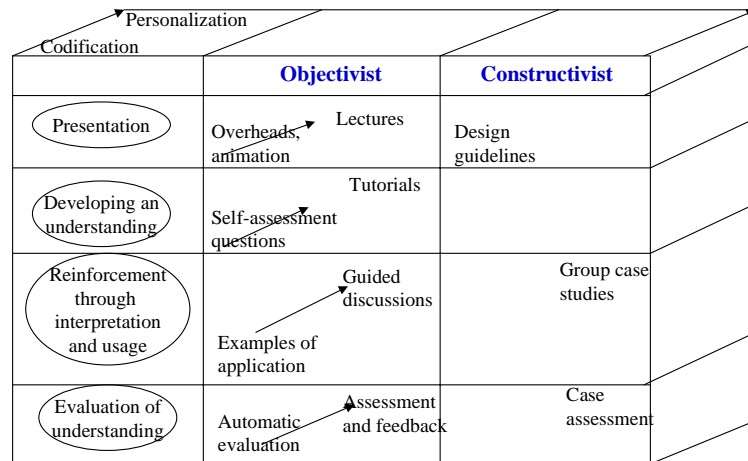 Personalization
Codification
Objectivist
Constructivist
Presentation
Overheads,
animation
Lectures
Design
guidelines
Developing an
understanding
Self-assessment
questions
Tutorials
Reinforcement
through
interpretation
and usage
Examples of
application
Guided
discussions
Group case
studies
Evaluation of
understanding
Automatic
evaluation
Assessment
and feedback
Case
assessment